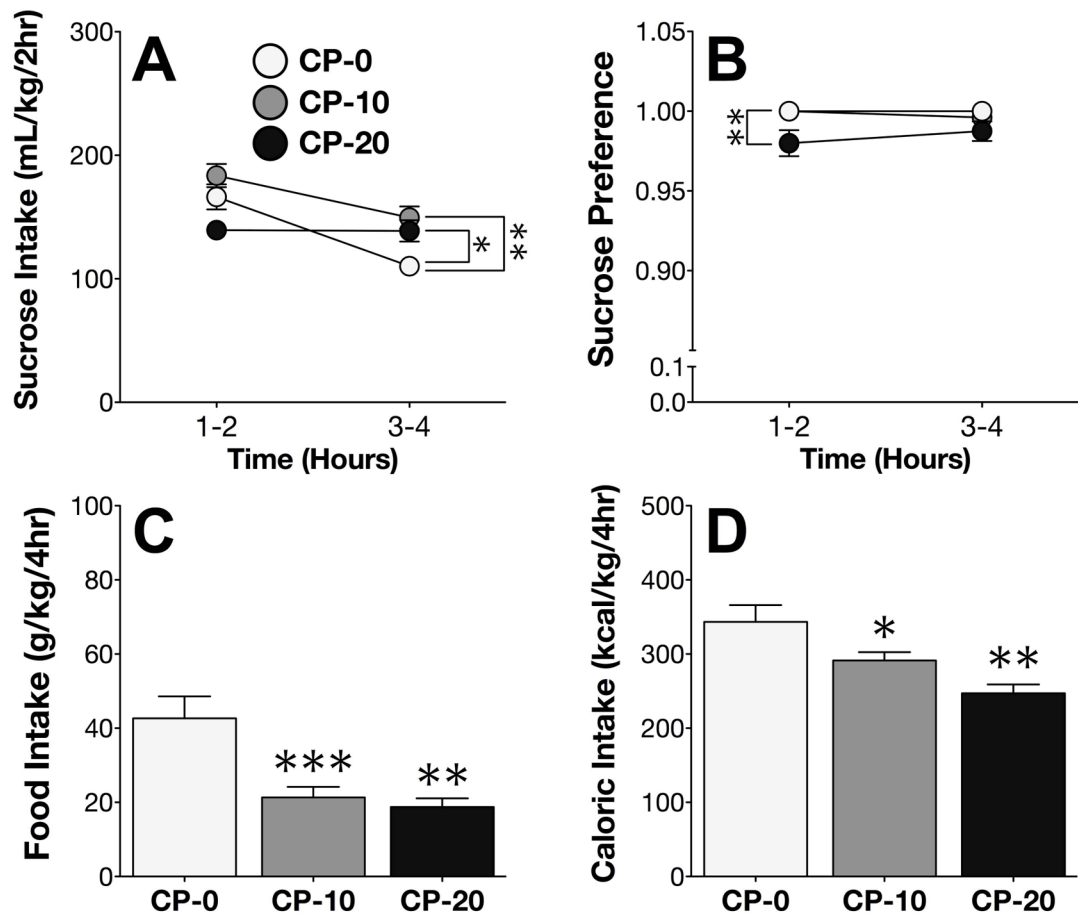 A
Sucrose Intake (mL/kg/2hr)
300
200
100
0
CP-0
CP-10
CP-20
*
**
1-2
3-4
Time (Hours)
B
Sucrose Preference
1.05
1.00
0.95
0.90
0.1
0.0
**
1-2
3-4
Time (Hours)
C
Food Intake (g/kg/4hr)
100
80
60
40
20
0
***
**
CP-0
CP-10
CP-20
D
Caloric Intake (kcal/kg/4hr)
500
400
300
200
100
0
*
**
CP-0
CP-10
CP-20